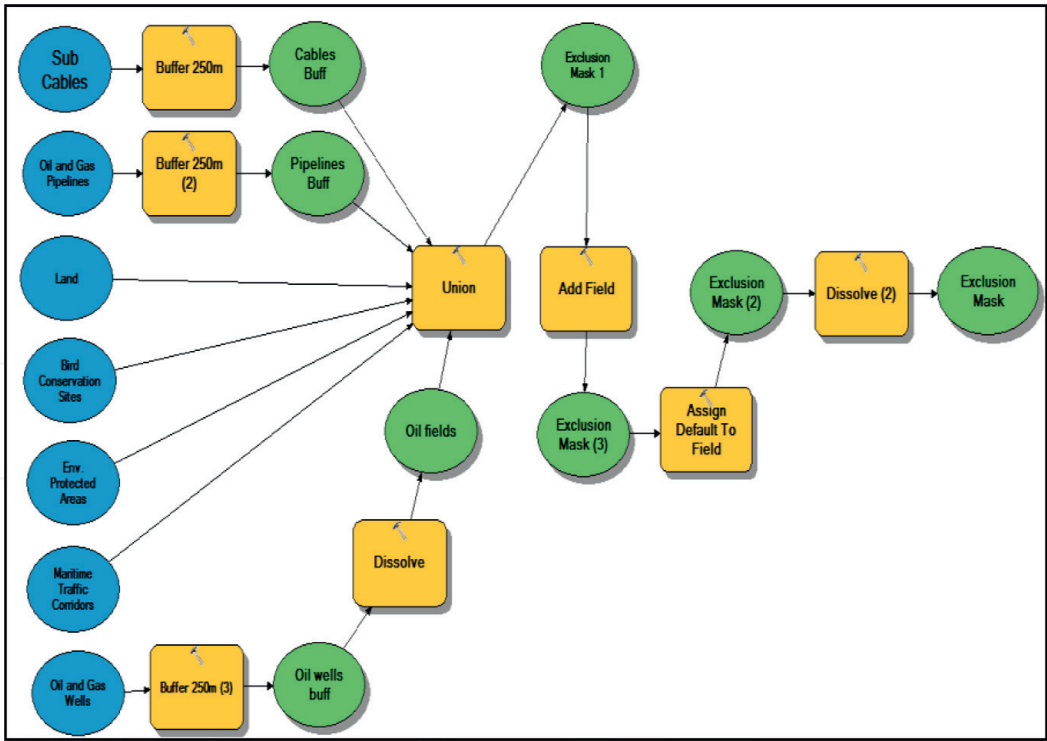 Sub
Cables
Buffer 250m
Cables
Buff
Exclusion
Mask 1
Oil and Gas
Pipelines
Buffer 250m
(2)
Pipelines
Buff
Land
Union
Add Field
Exclusion
Mask (2)
Dissolve (2)
Exclusion
Mask
Bird
Conservation
Sites
Oil fields
Exclusion
Mask (3)
Assign
Default To
Field
Env.
Protected
Areas
Maritime
Traffic
Corridors
Dissolve
Oil and Gas
Wells
Buffer 250m (3)
Oil wells
buff